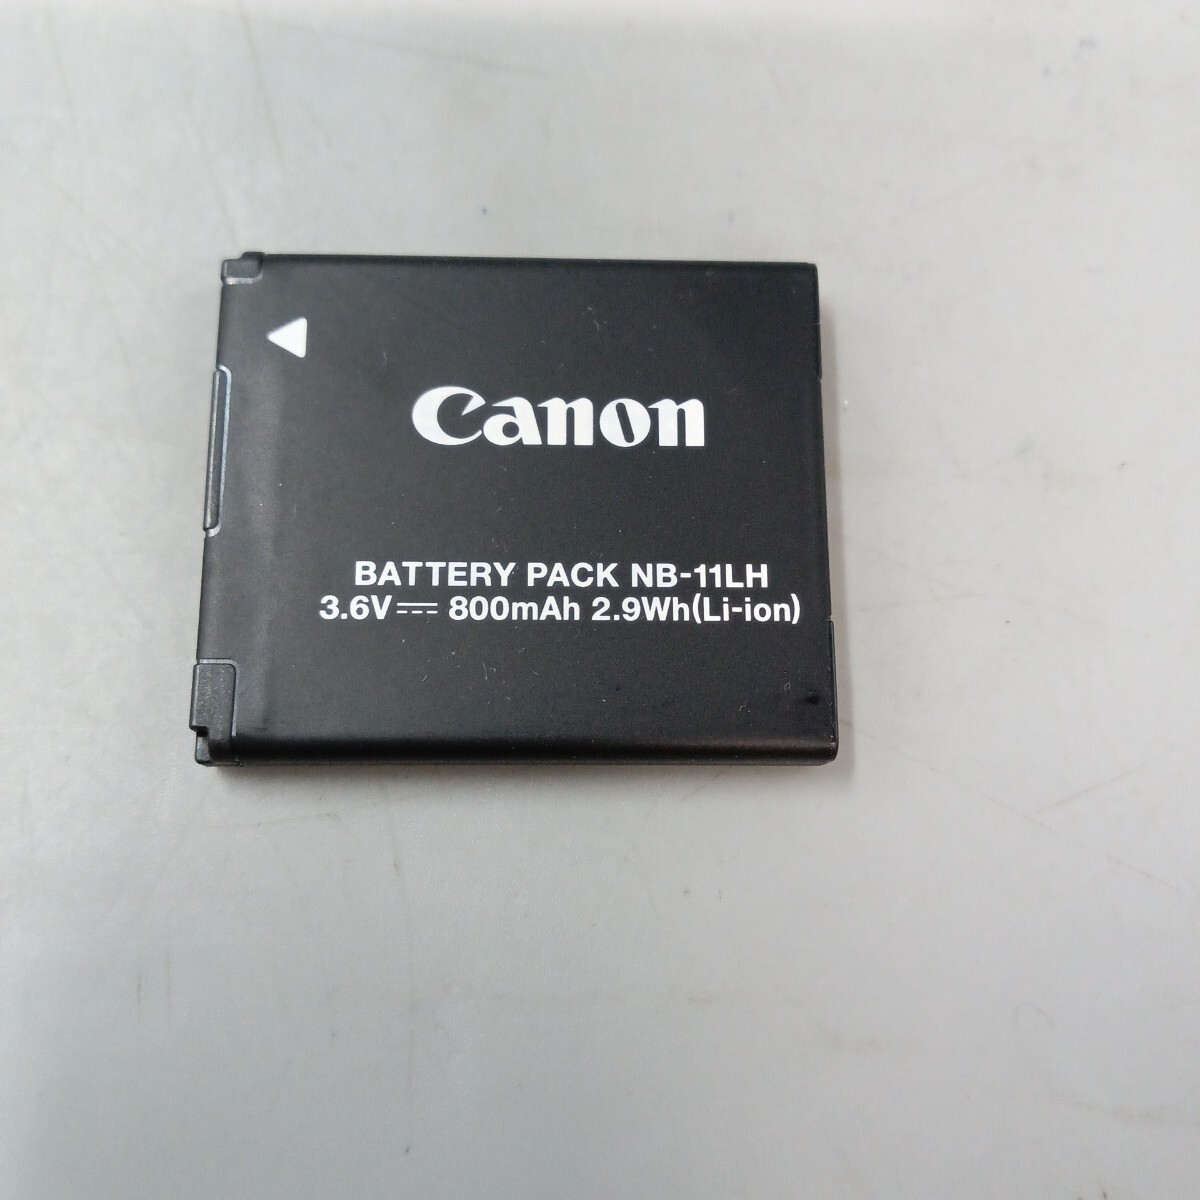 Canon
BATTERY PACK NB-11LH
3.6V⎓ 800mAh 2.9Wh(Li-ion)